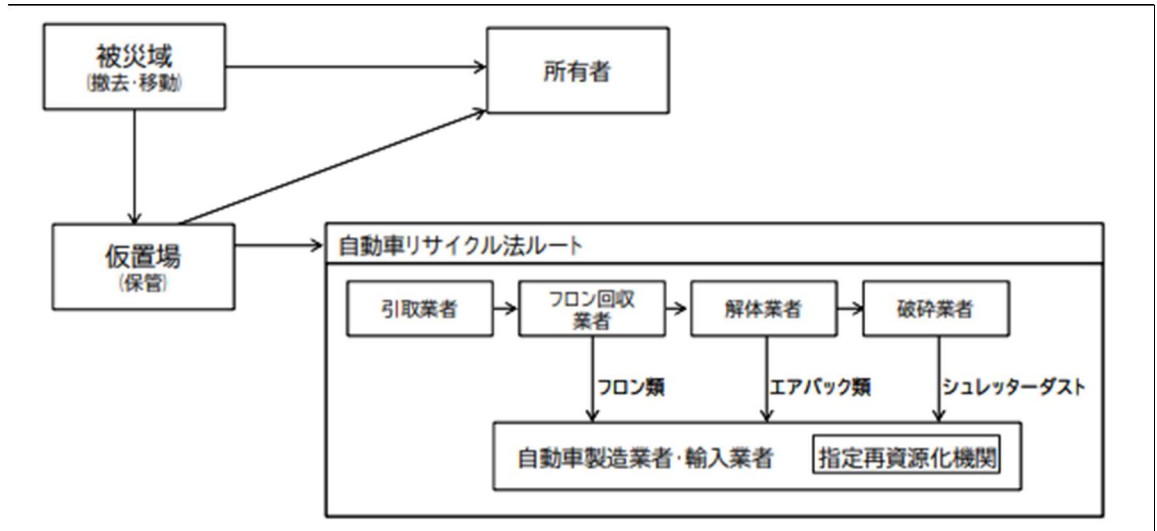 被災域
(撤去・移動)
所有者
仮置場
(保管)
自動車リサイクル法ルート
引取業者
フロン回収
業者
解体業者
破砕業者
フロン類
エアバック類
シュレッターダスト
自動車製造業者・輸入業者
指定再資源化機関